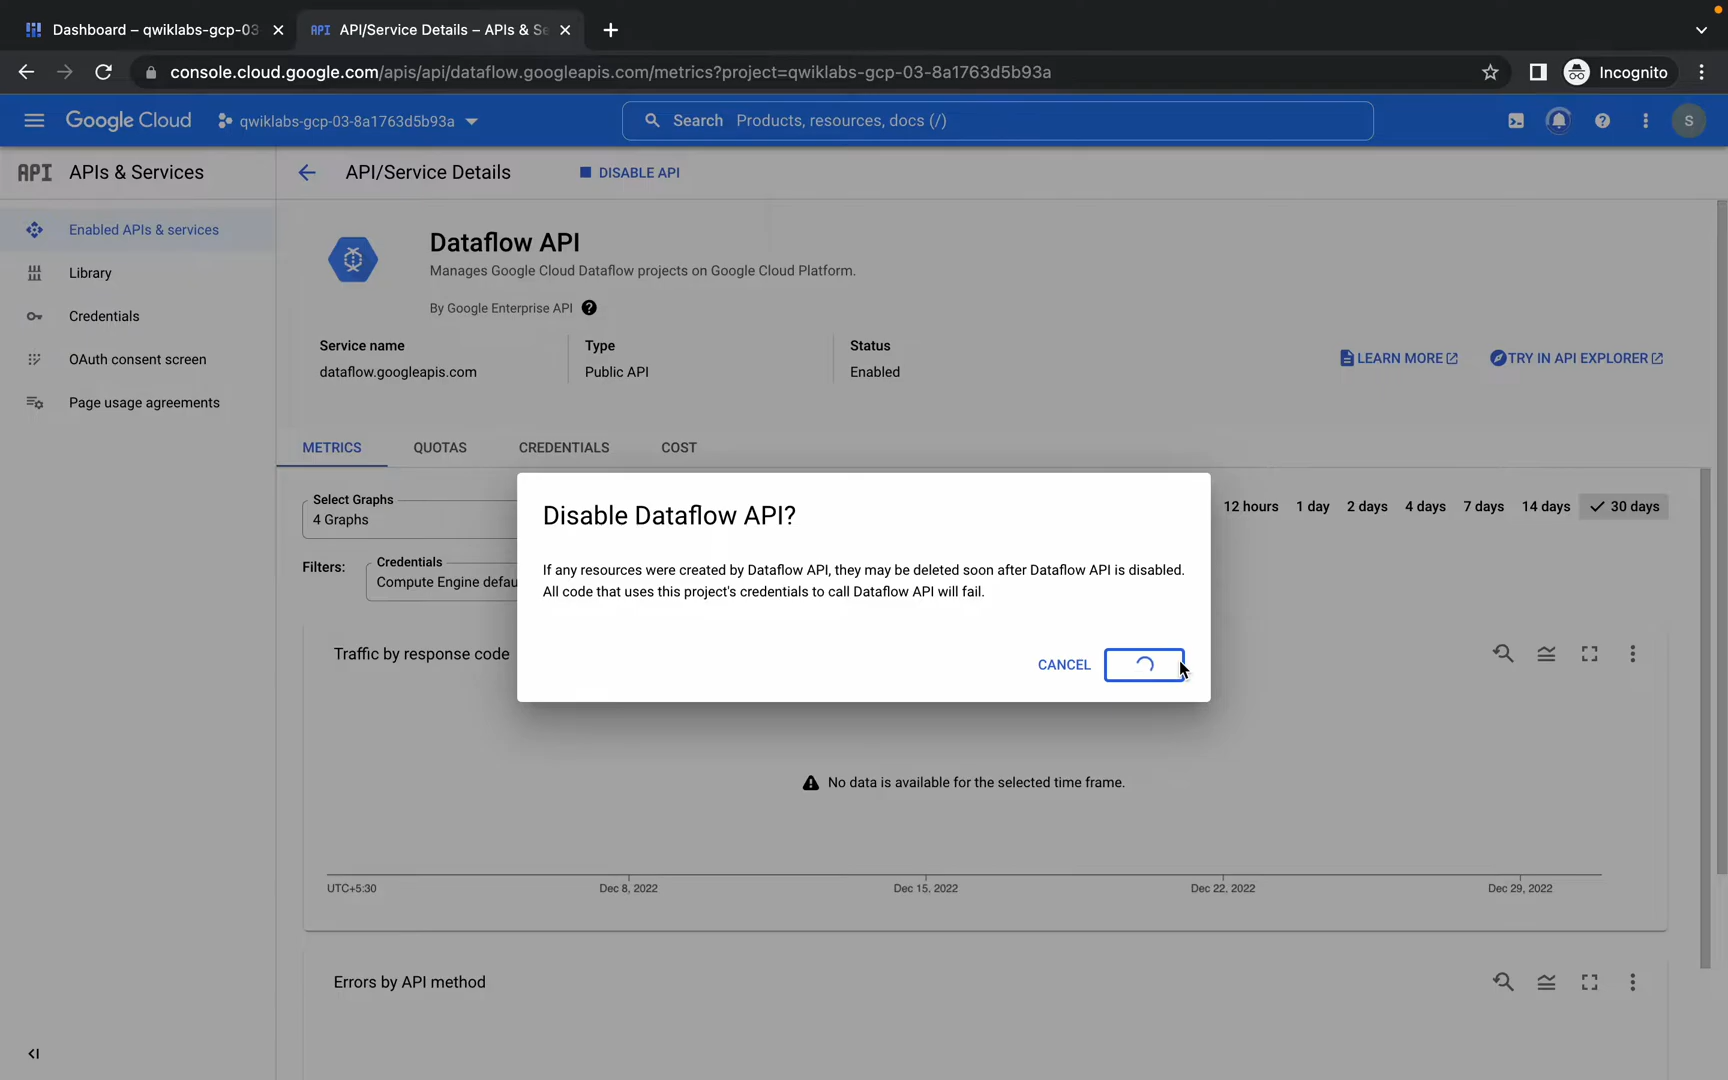 Dashboard – qwiklabs-gcp-03
API API/Service Details – APIs & Se
console.cloud.google.com/apis/api/dataflow.googleapis.com/metrics?project=qwiklabs-gcp-03-8a1763d5b93a
Incognito
Google Cloud
qwiklabs-gcp-03-8a1763d5b93a
Search Products, resources, docs (/)
S
API APIs & Services
API/Service Details
DISABLE API
Enabled APIs & services
Library
Credentials
OAuth consent screen
Page usage agreements
Dataflow API
Manages Google Cloud Dataflow projects on Google Cloud Platform.
By Google Enterprise API
Service name
dataflow.googleapis.com
Type
Public API
Status
Enabled
LEARN MORE
TRY IN API EXPLORER
METRICS
QUOTAS
CREDENTIALS
COST
Select Graphs
4 Graphs
12 hours
1 day
2 days
4 days
7 days
14 days
30 days
Filters:
Credentials
Compute Engine defau
Disable Dataflow API?
If any resources were created by Dataflow API, they may be deleted soon after Dataflow API is disabled.
All code that uses this project's credentials to call Dataflow API will fail.
CANCEL
Traffic by response code
No data is available for the selected time frame.
UTC+5:30
Dec 8, 2022
Dec 15, 2022
Dec 22, 2022
Dec 29, 2022
Errors by API method